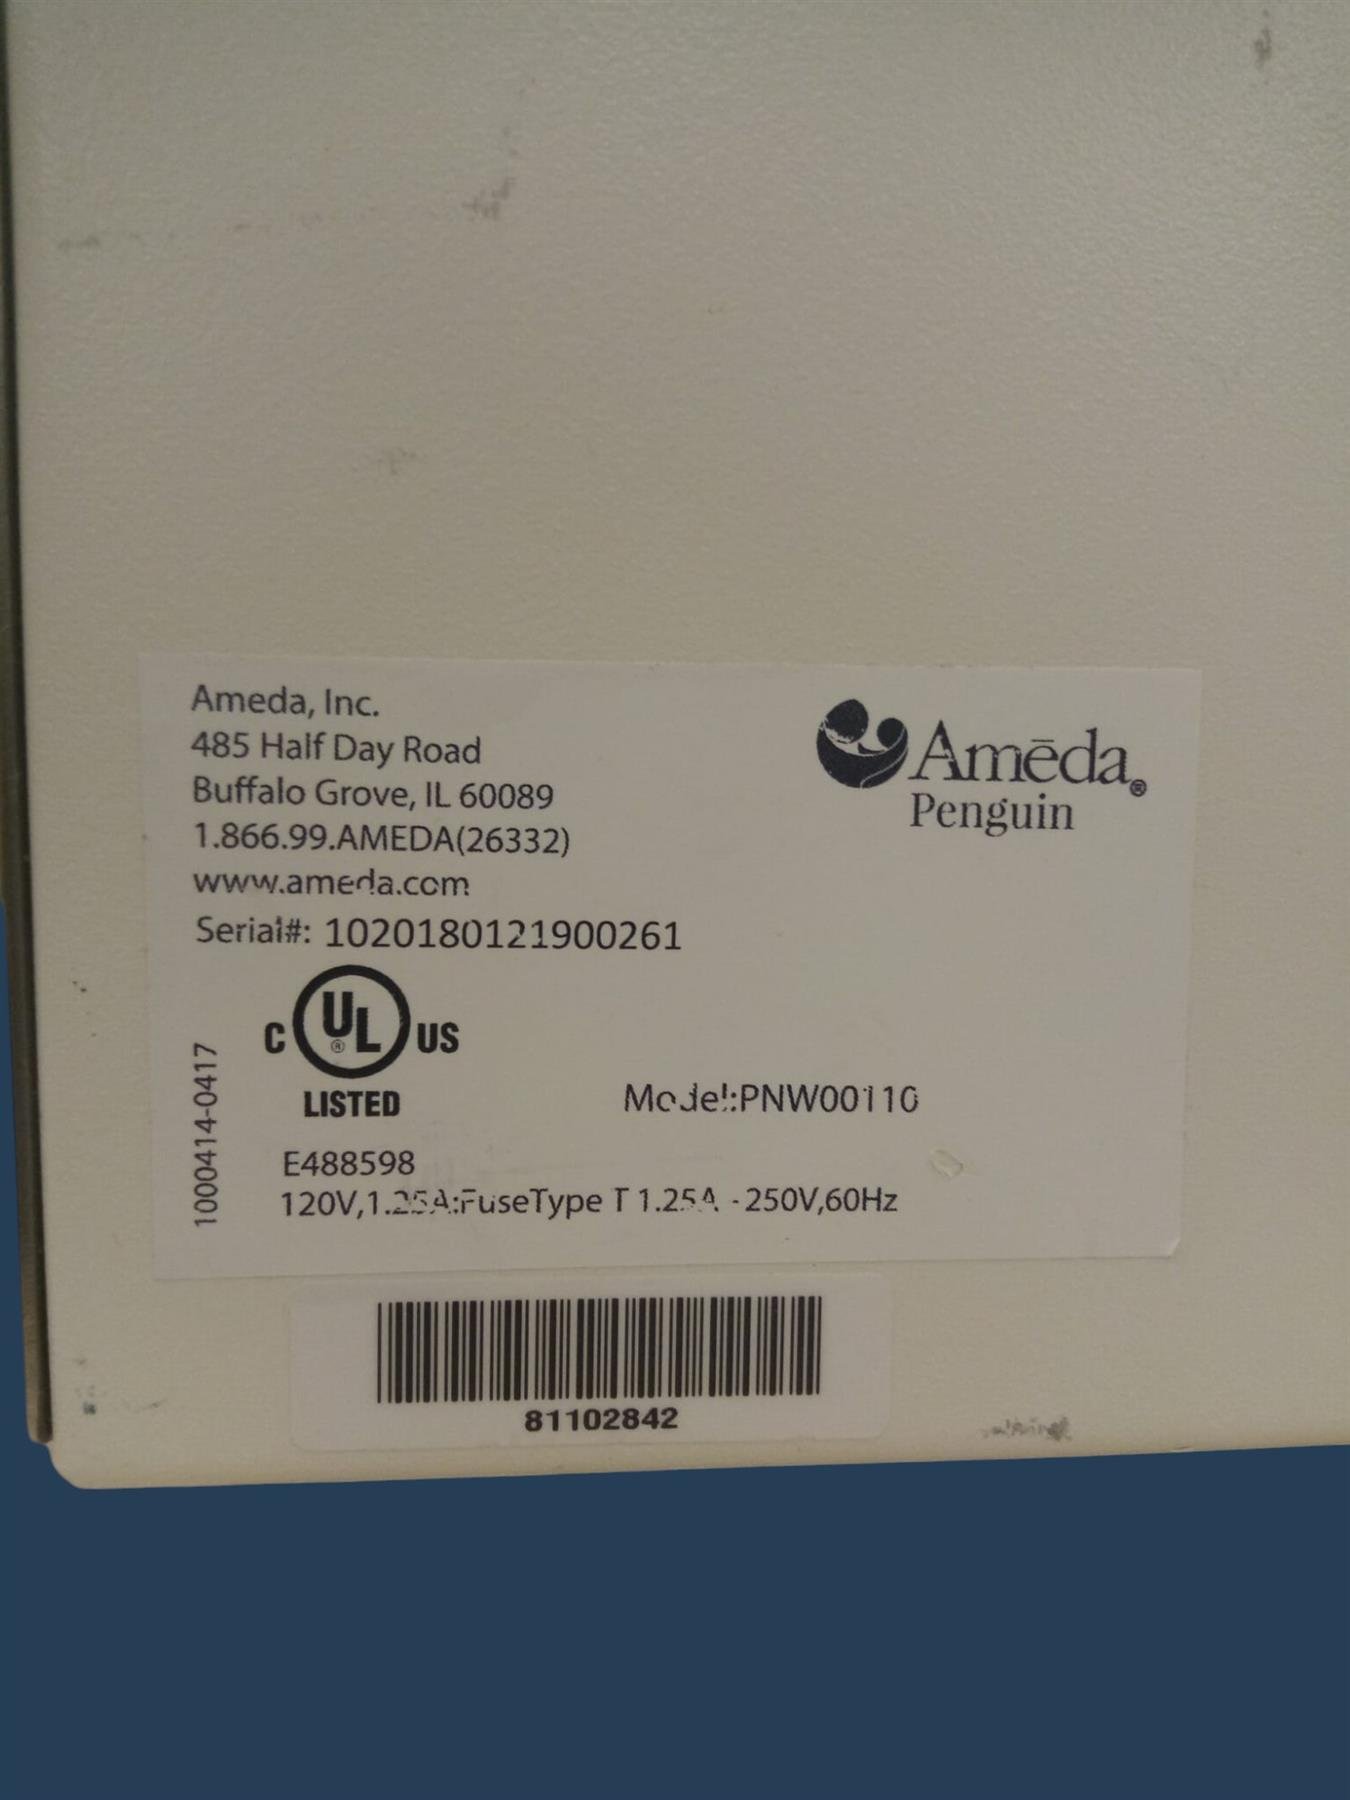 Ameda, Inc.
485 Half Day Road
Buffalo Grove, IL 60089
1.866.99.AMEDA(26332)
www.ameda.com
Serial#: 1020180121900261
Amēda®
Penguin
C UL® US
LISTED
Model:PNW00110
E488598
120V,1.25A:FuseType T 1.25A -250V,60Hz
1000414-0417
81102842